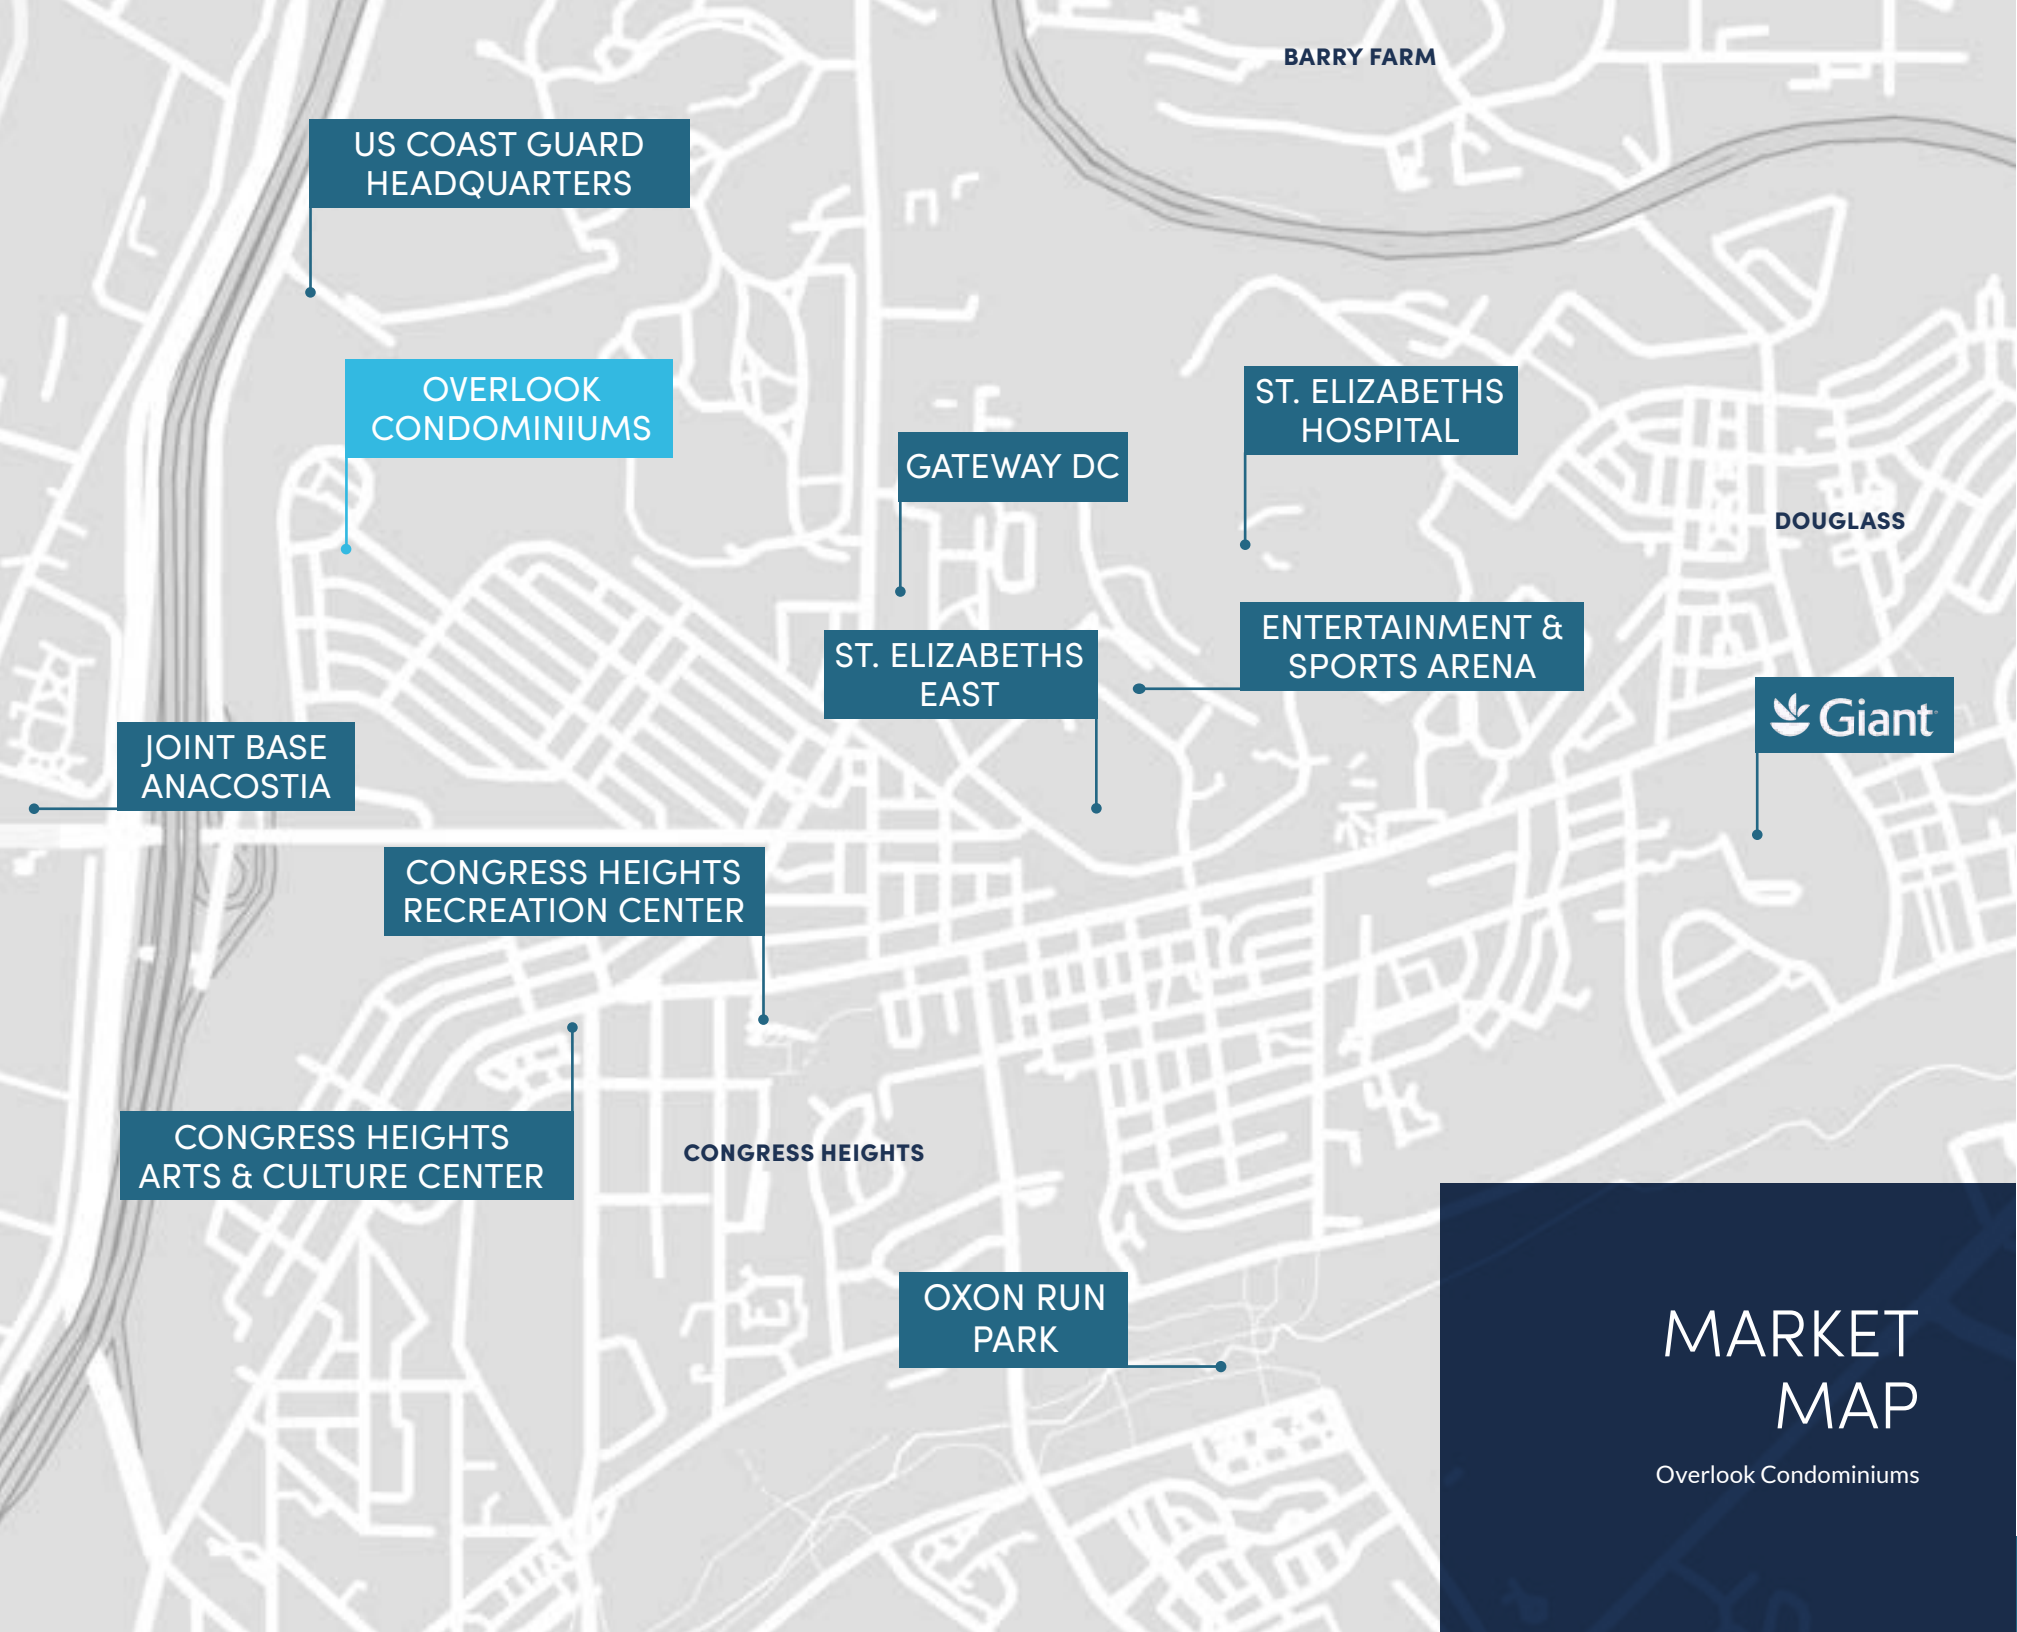 BARRY FARM
US COAST GUARD
HEADQUARTERS
OVERLOOK
CONDOMINIUMS
ST. ELIZABETHS
HOSPITAL
GATEWAY DC
DOUGLASS
ENTERTAINMENT &
SPORTS ARENA
ST. ELIZABETHS
EAST
Giant
JOINT BASE
ANACOSTIA
CONGRESS HEIGHTS
RECREATION CENTER
CONGRESS HEIGHTS
ARTS & CULTURE CENTER
CONGRESS HEIGHTS
OXON RUN
PARK
MARKET
MAP
Overlook Condominiums